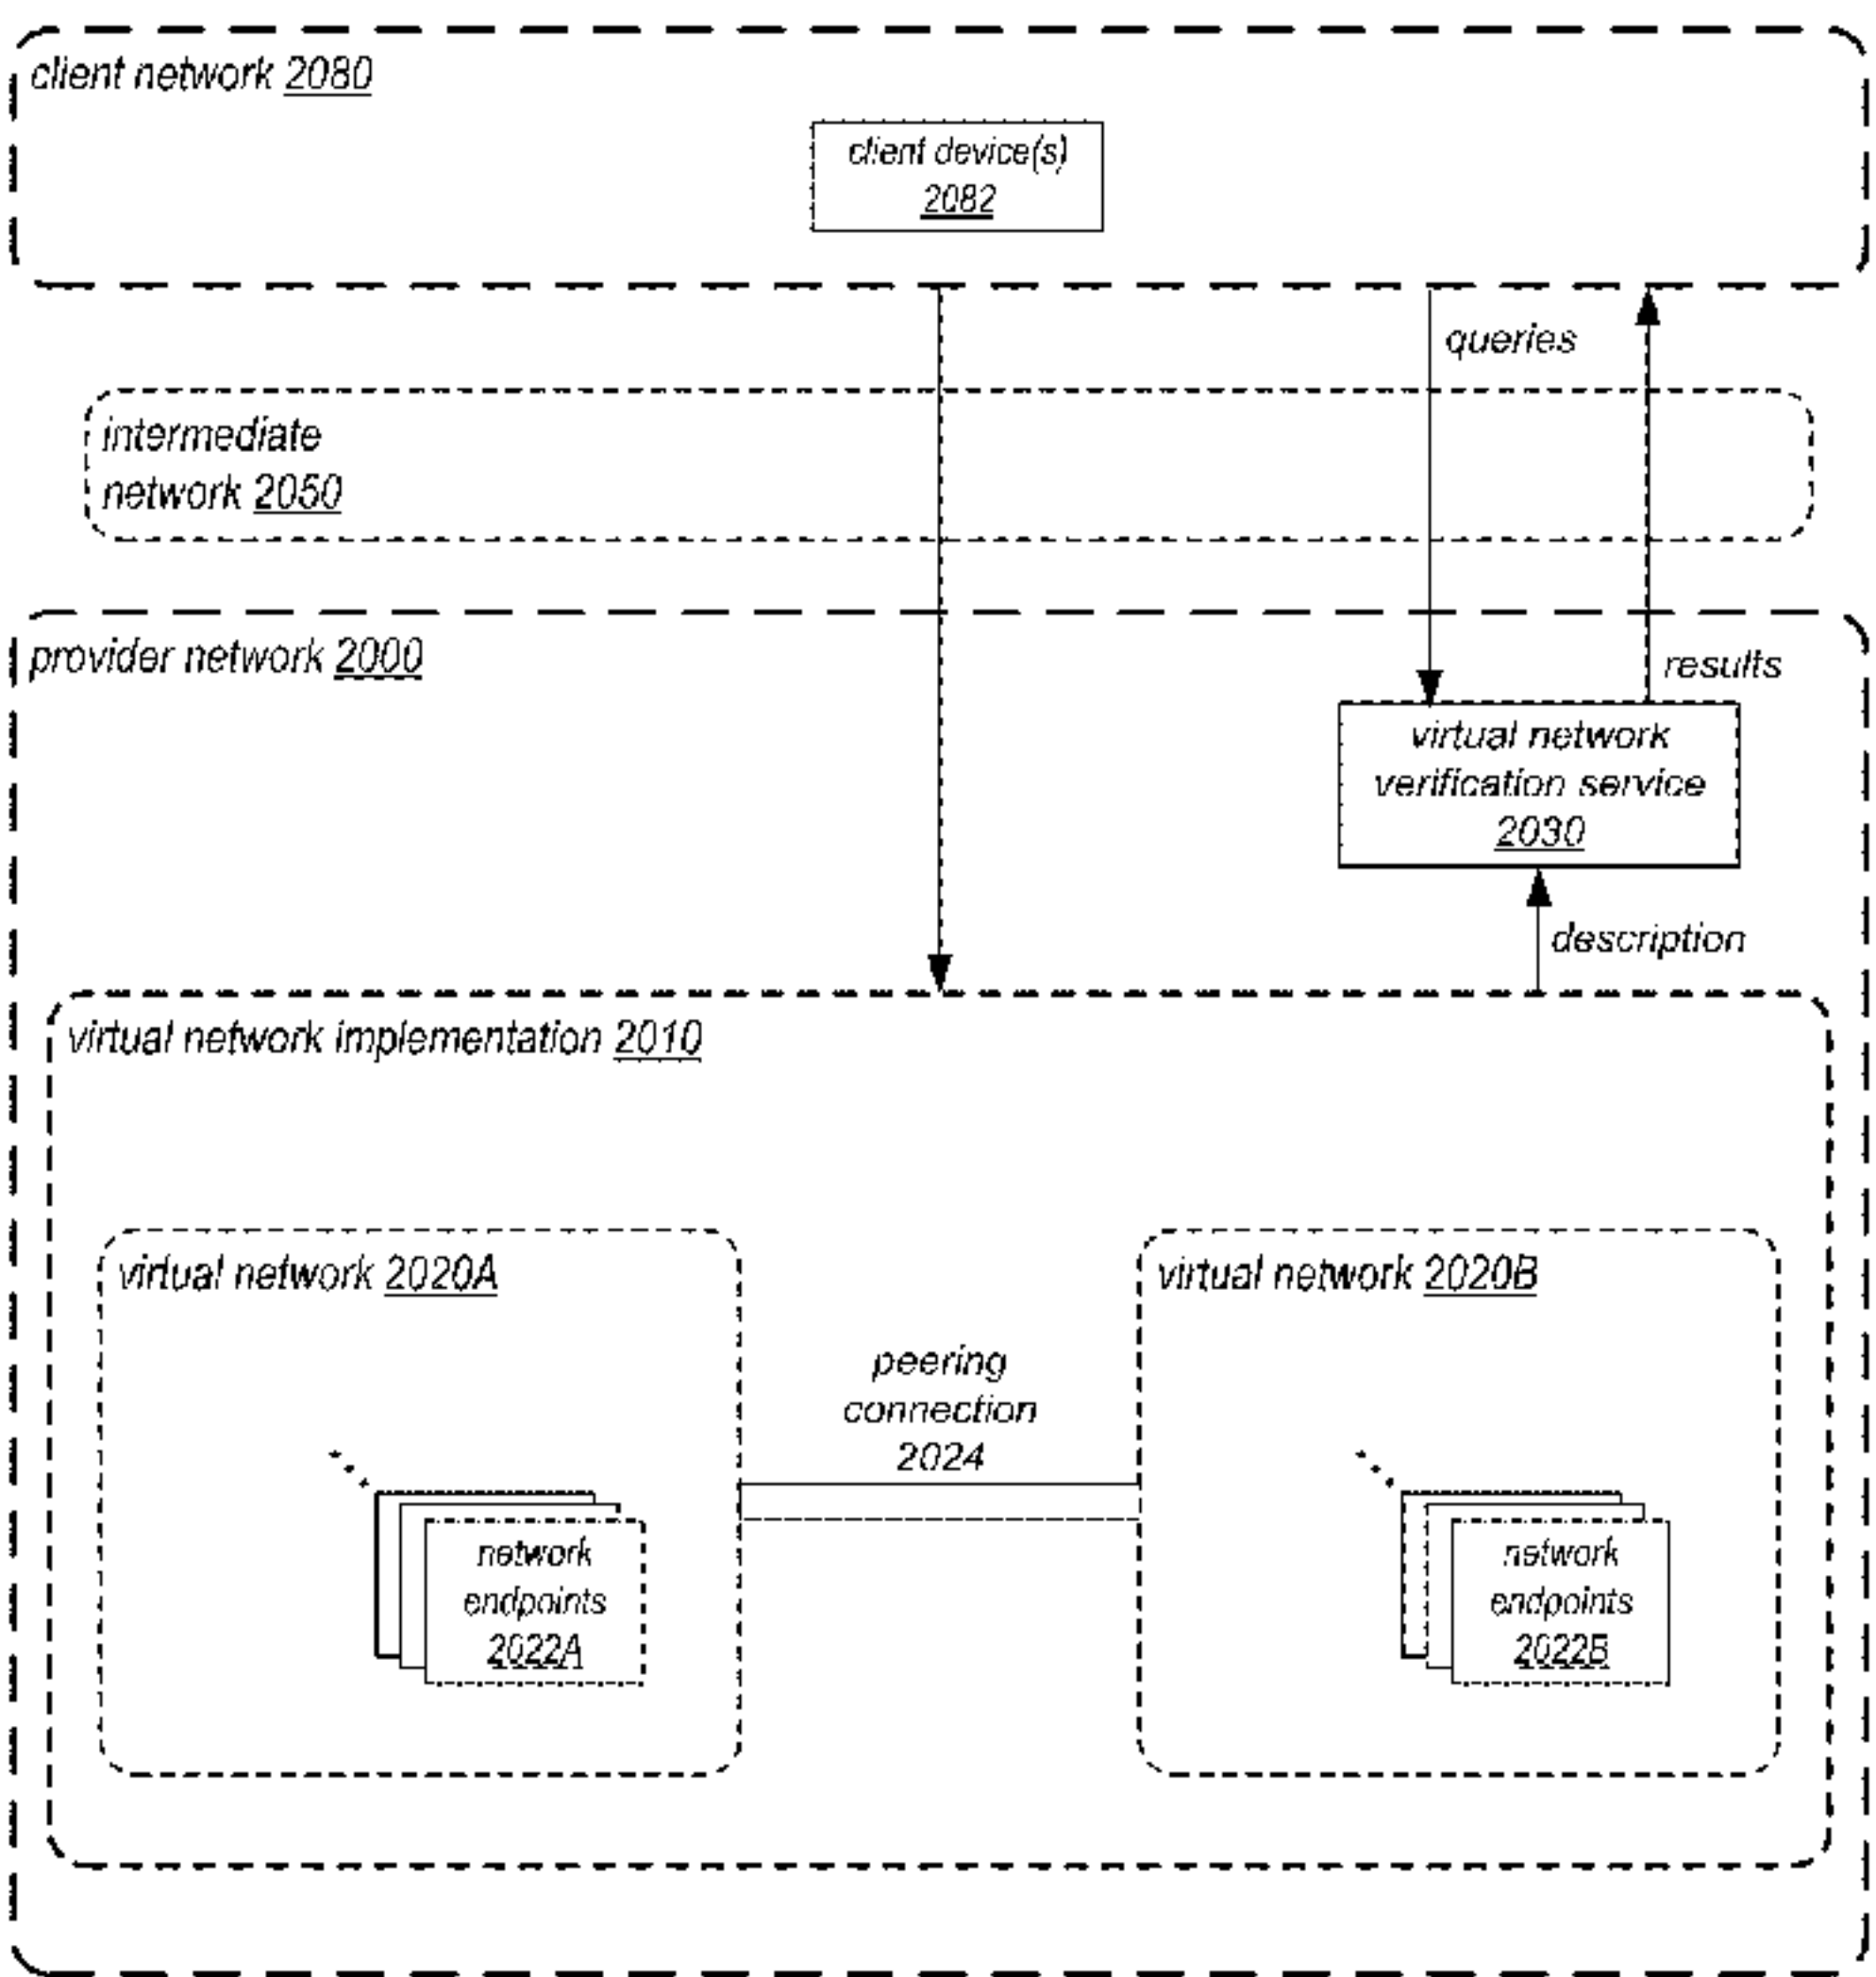 client network 2080
client device(s)
2082
queries
intermediate
network 2050
provider network 2000
results
virtual network
verification service
2030
description
virtual network implementation 2010
virtual network 2020A
virtual network 2020B
peering
connection
2024
network
endpoints
2022A
network
endpoints
2022B